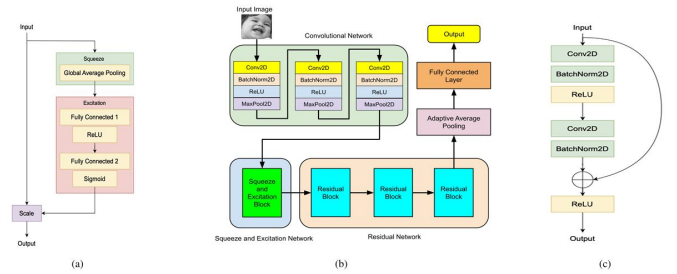 Input
Squeeze
Global Average Pooling
Excitation
Fully Connected 1
ReLU
Fully Connected 2
Sigmoid
Scale
Output
(a)
Input Image
Convolutional Network
Conv2D
BatchNorm2D
ReLU
MaxPool2D
Conv2D
BatchNorm2D
ReLU
MaxPool2D
Conv2D
BatchNorm2D
ReLU
MaxPool2D
Output
Fully Connected
Layer
Adaptive Average
Pooling
Squeeze
and
Excitation
Block
Residual
Block
Residual
Block
Residual
Block
Squeeze and Excitation Network
Residual Network
(b)
Input
Conv2D
BatchNorm2D
ReLU
Conv2D
BatchNorm2D
ReLU
Output
(c)